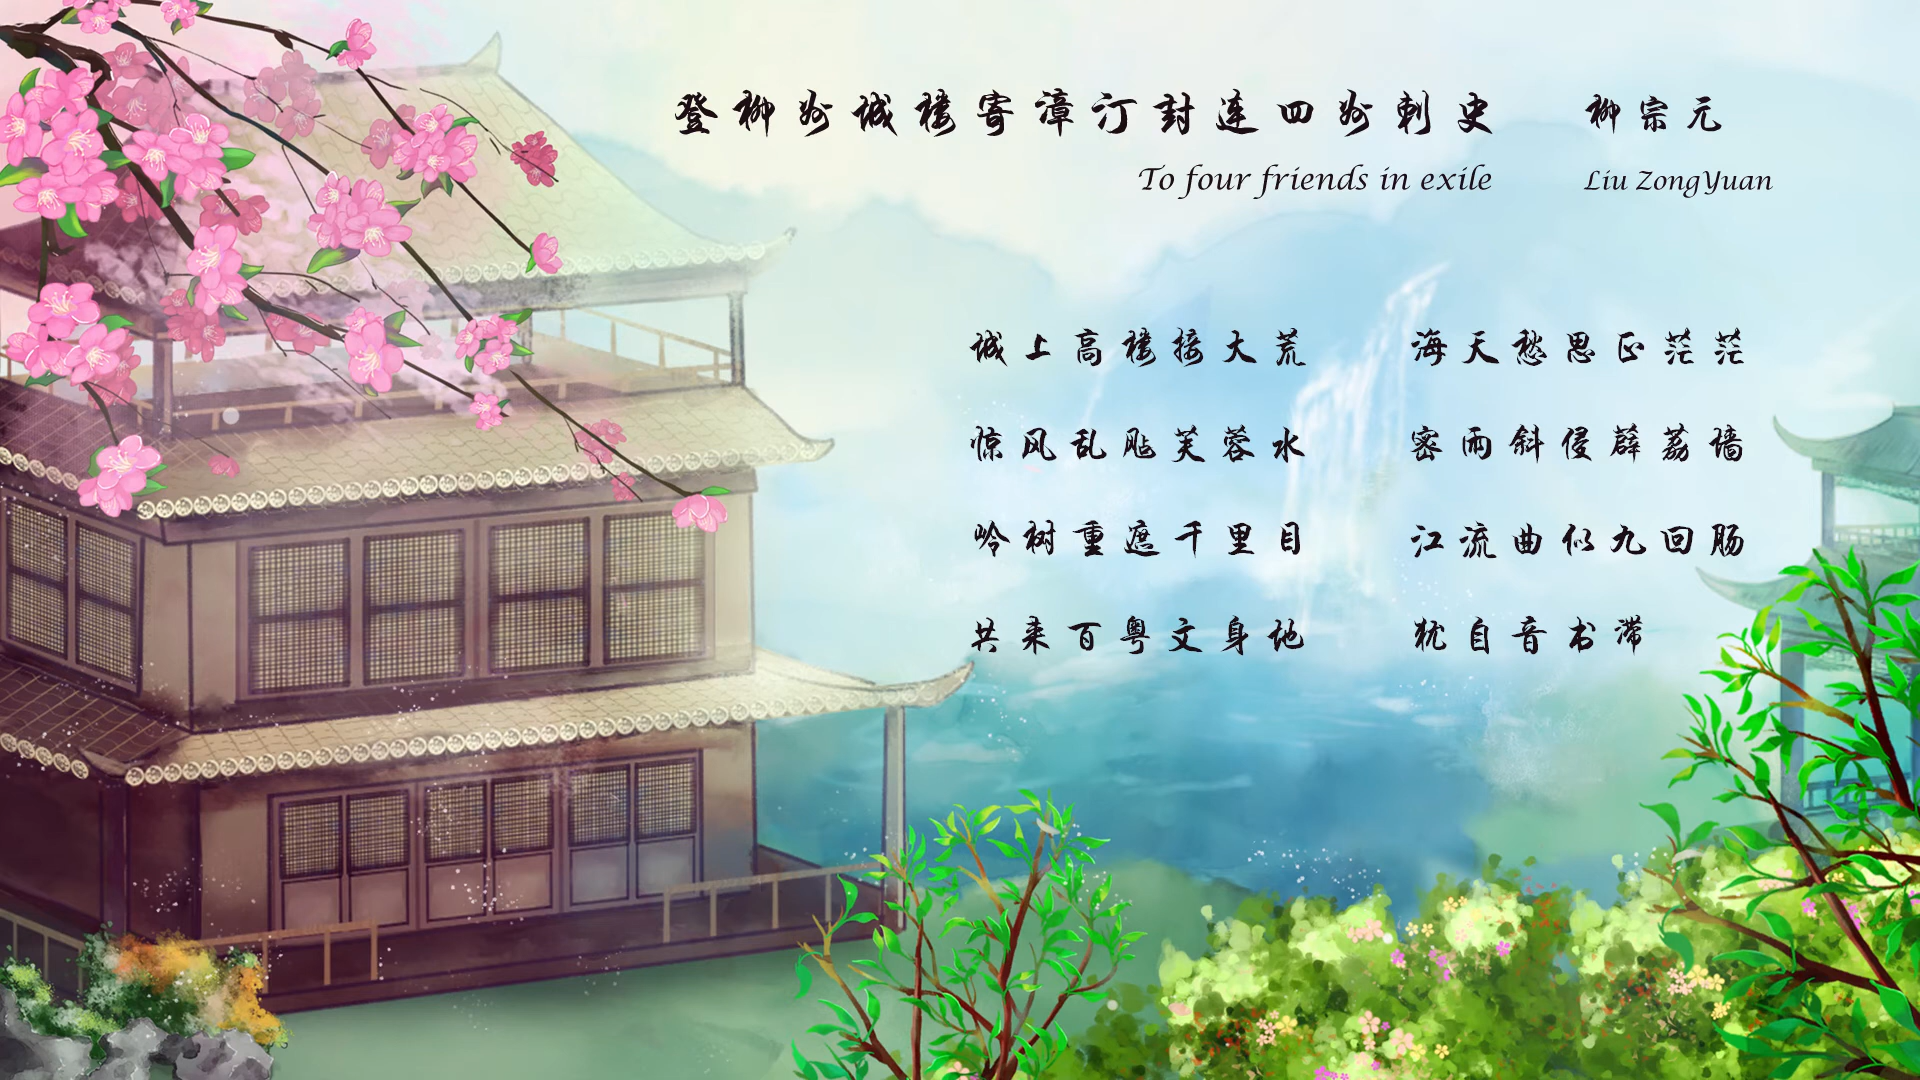 登柳州城楼寄漳汀封连四州刺史 柳宗元
To four friends in exile Liu ZongYuan
城上高楼接大荒 海天愁思正茫茫
惊风乱飐芙蓉水 密雨斜侵薜荔墙
岭树重遮千里目 江流曲似九回肠
共来百粤文身地 犹自音书滞